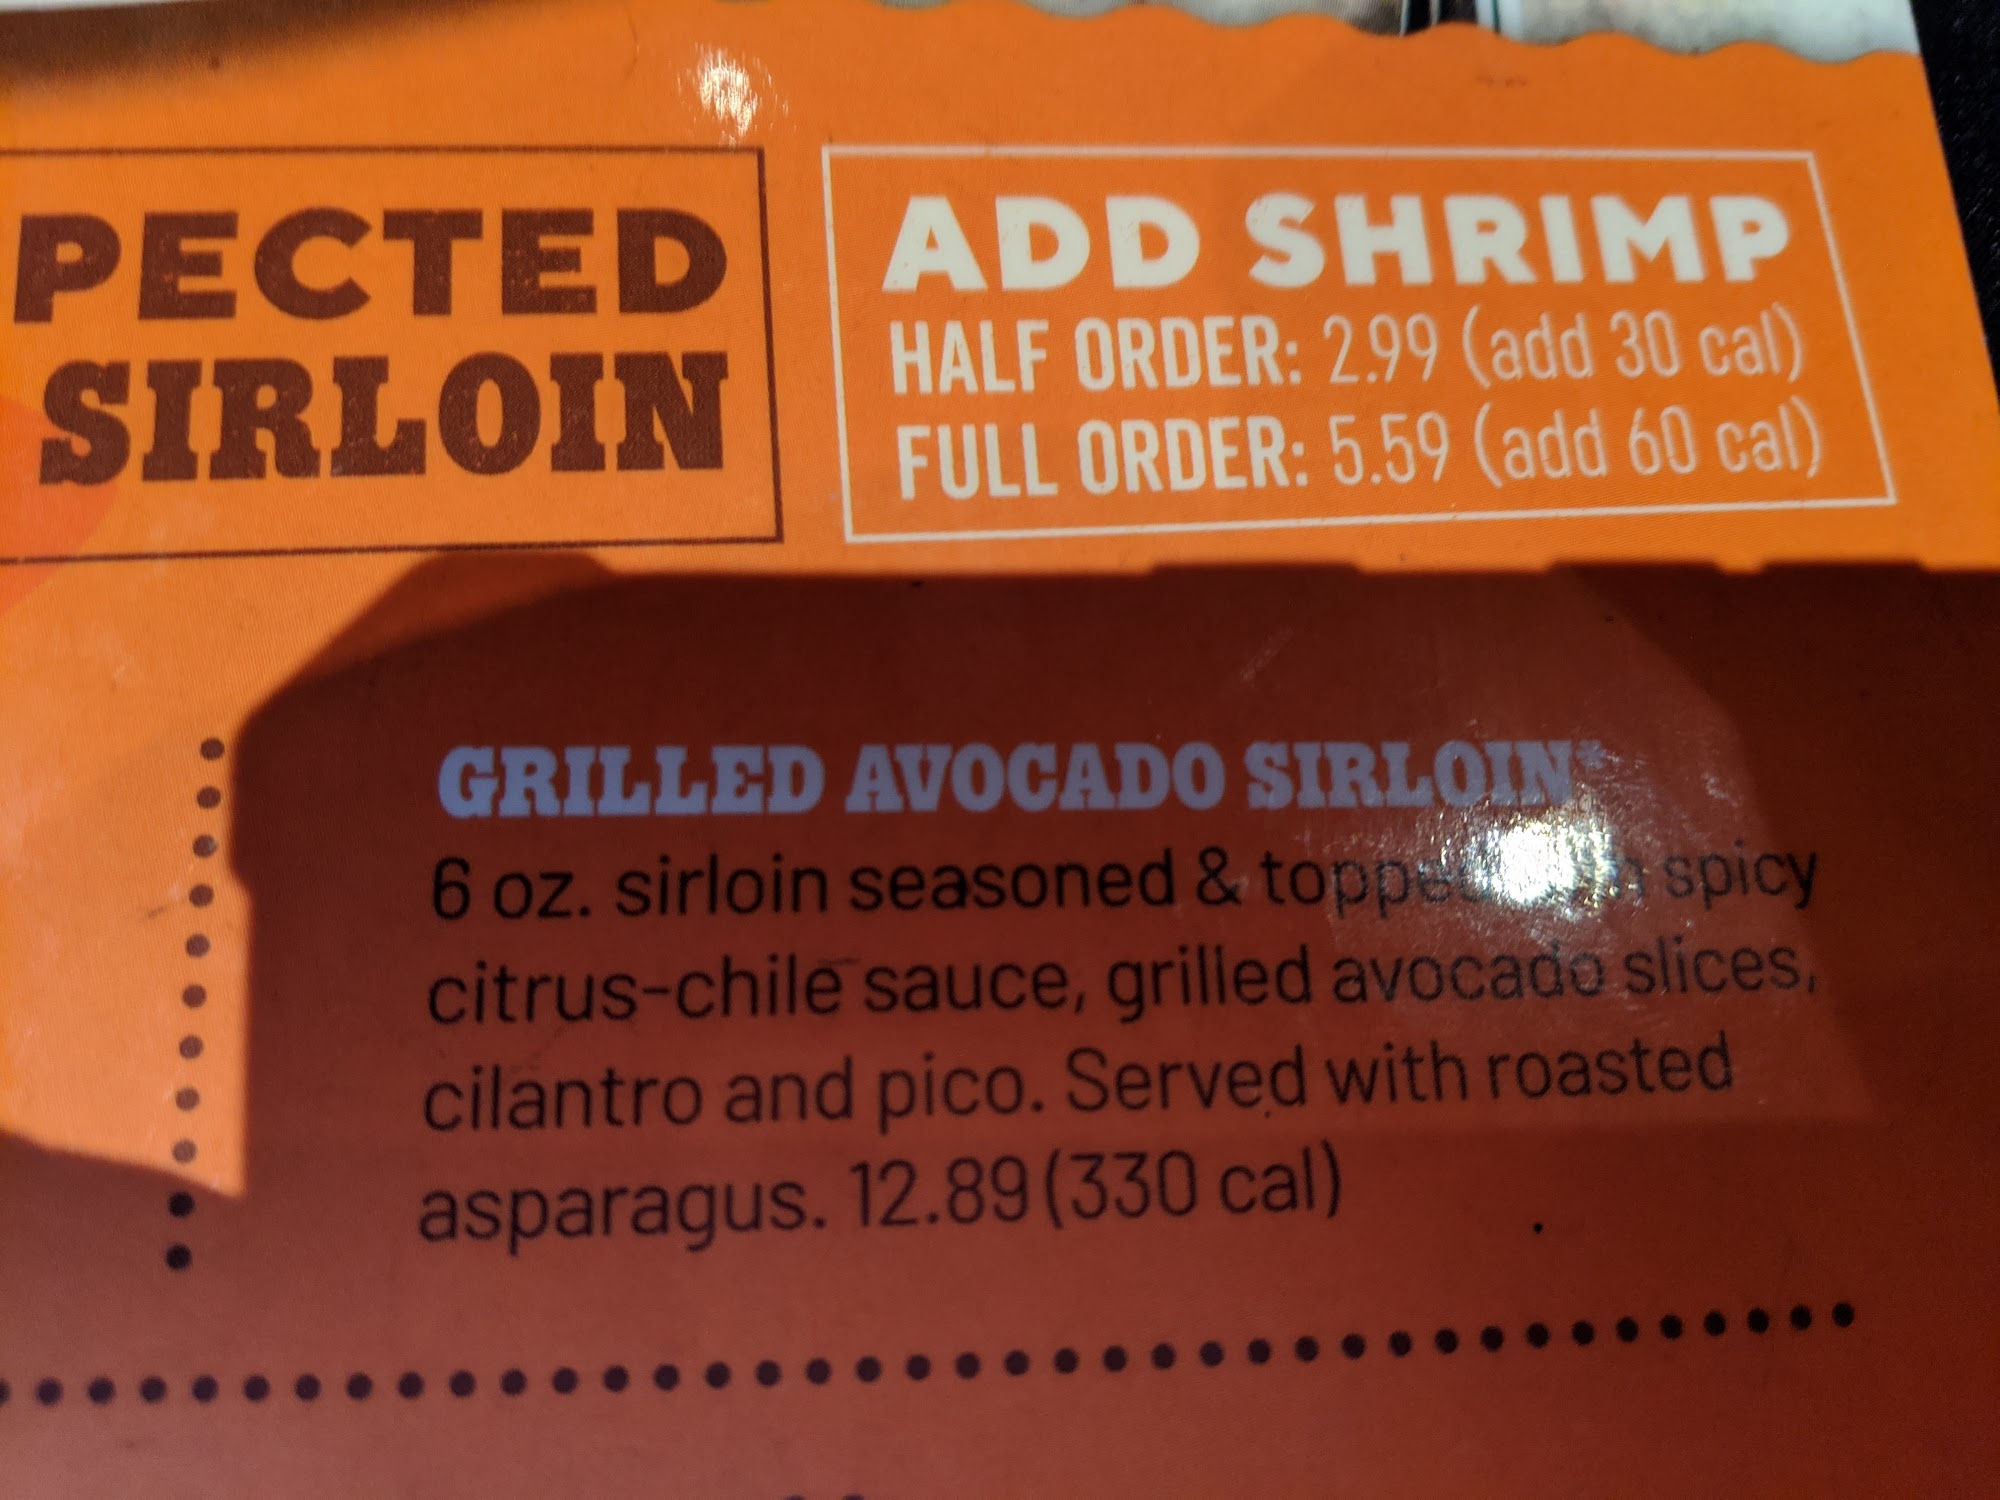 PECTED
SIRLOIN
ADD SHRIMP
HALF ORDER: 2.99 (add 30 cal)
FULL ORDER: 5.59 (add 60 cal)
GRILLED AVOCADO SIRLOIN*
6 oz. sirloin seasoned & topped spicy
citrus-chile sauce, grilled avocado slices,
cilantro and pico. Served with roasted
asparagus. 12.89 (330 cal)